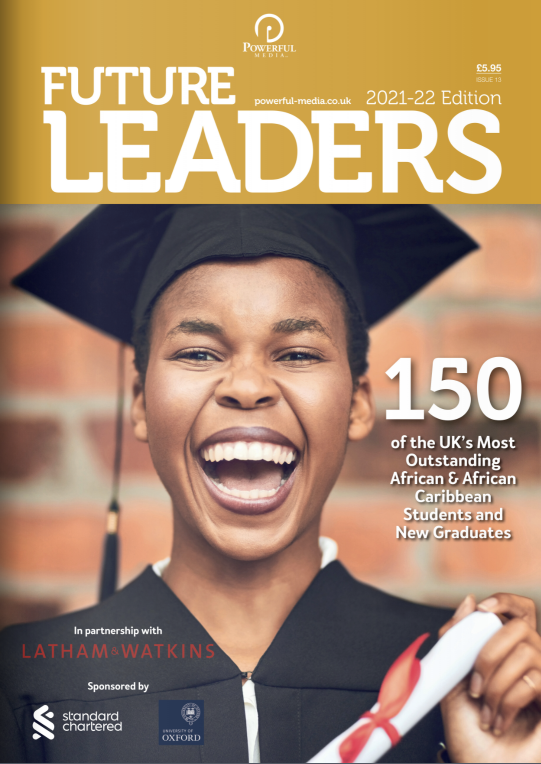 POWERFUL
MEDIA
£5.95
ISSUE 13
FUTURE
powerful-media.co.uk
2021-22 Edition
LEADERS
150
of the UK's Most
Outstanding
African & African
Caribbean
Students and
New Graduates
In partnership with
LATHAM&WATKINS
Sponsored by
standard
chartered
UNIVERSITY OF
OXFORD